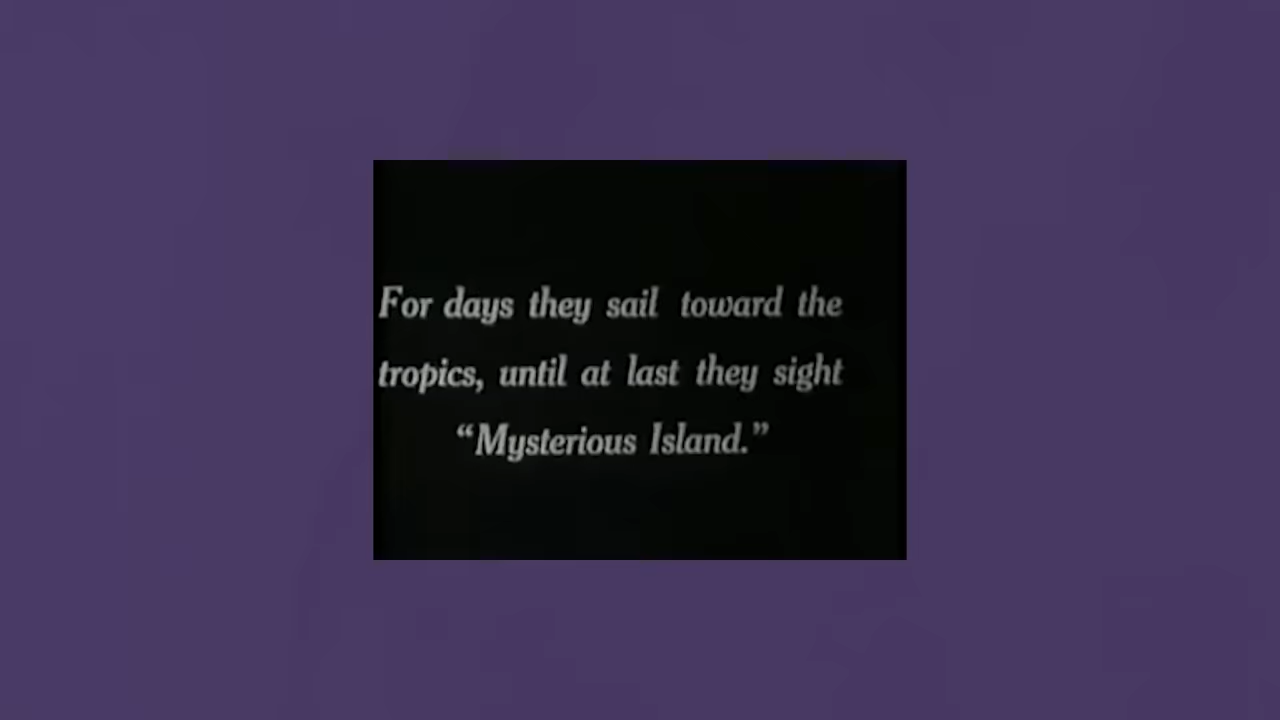 For days they sail toward the
tropics, until at last they sight
“Mysterious Island.”